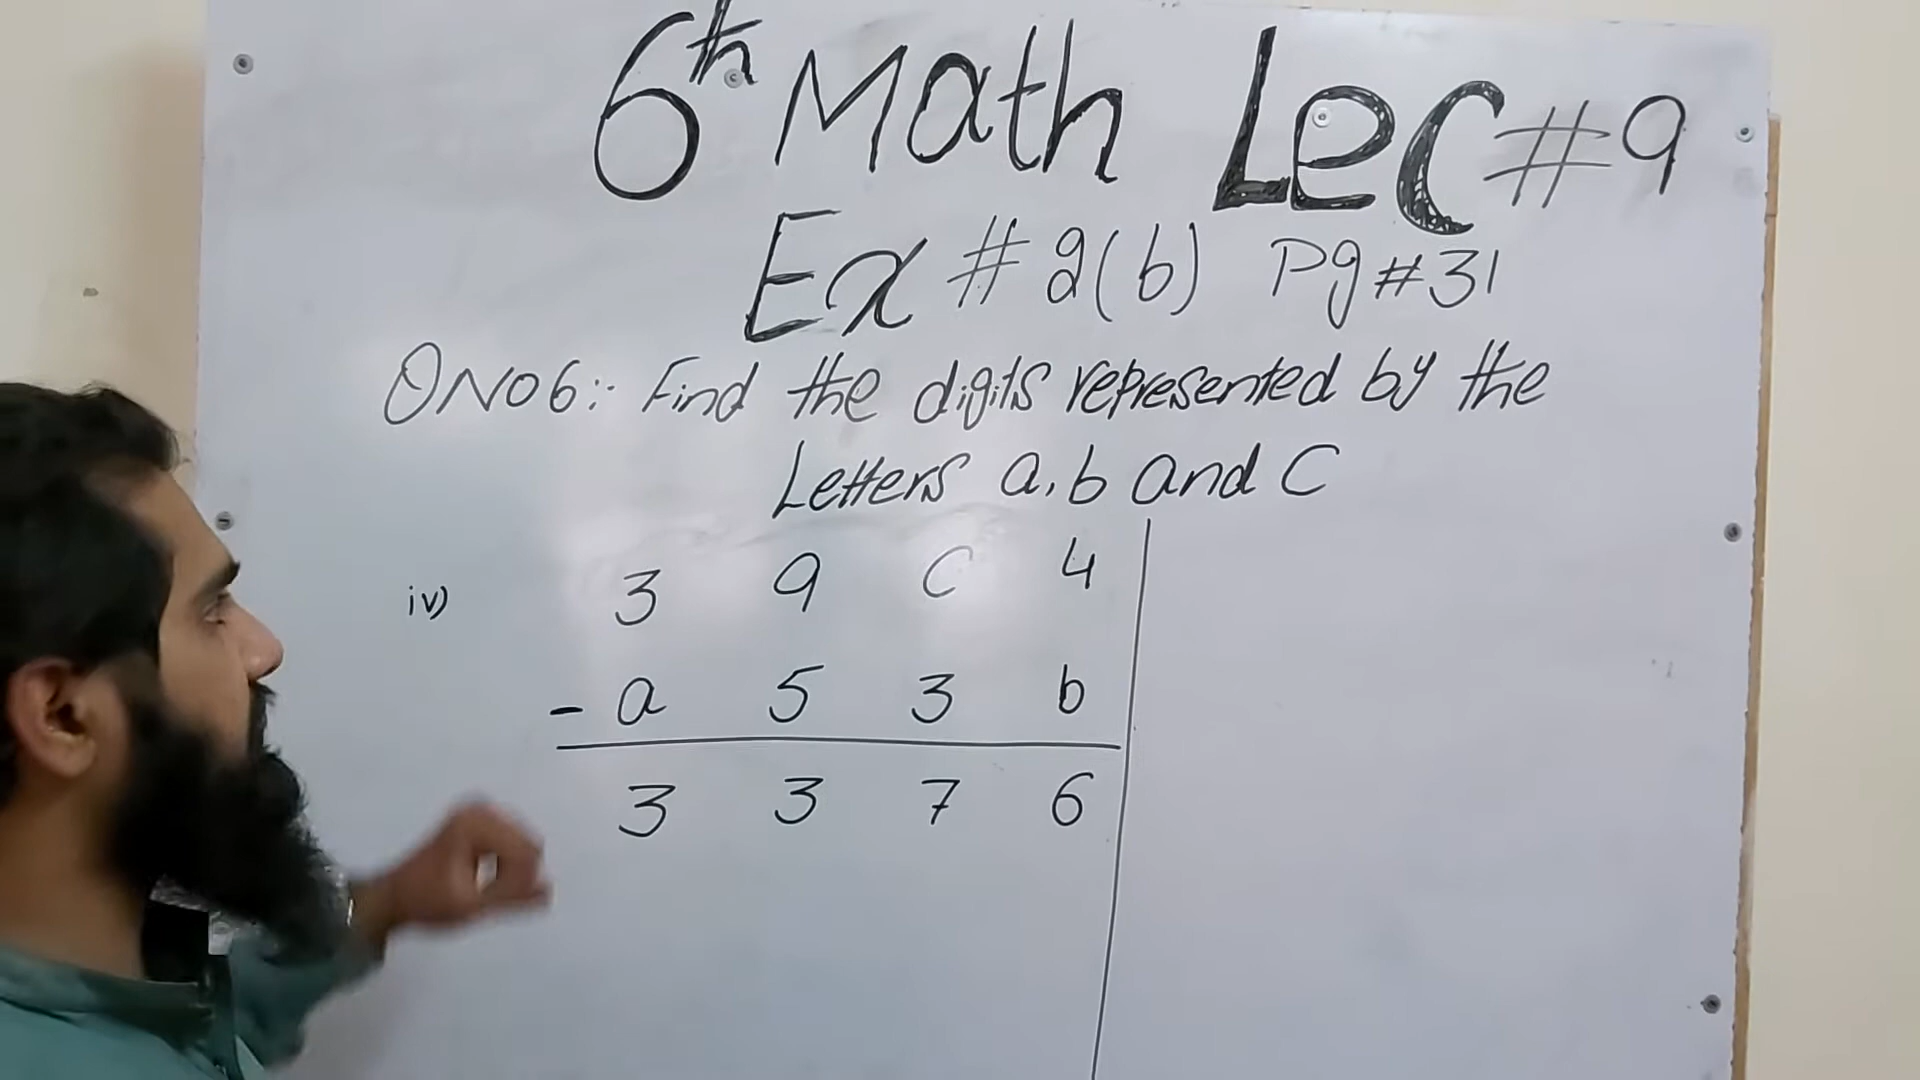 6th Math Lec #9
Ex # 2(b) Pg #31
QNo6:- Find the digits represented by the
Letters a, b and C
iv) 3 9 C 4
- a 5 3 b
3 3 7 6